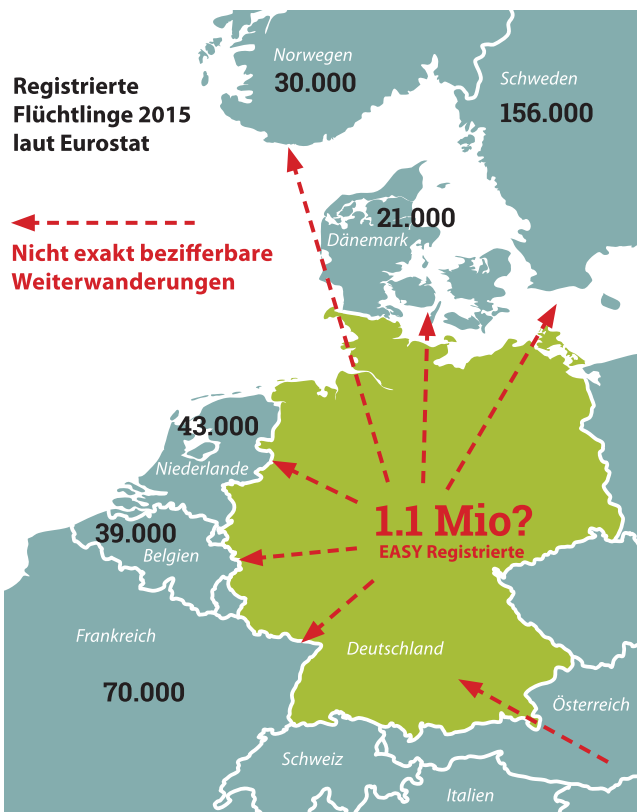 Registrierte
Flüchtlinge 2015
laut Eurostat
Nicht exakt bezifferbare
Weiterwanderungen
Norwegen
30.000
Schweden
156.000
21.000
Dänemark
43.000
Niederlande
39.000
Belgien
1.1 Mio?
EASY Registrierte
Frankreich
70.000
Deutschland
Österreich
Schweiz
Italien